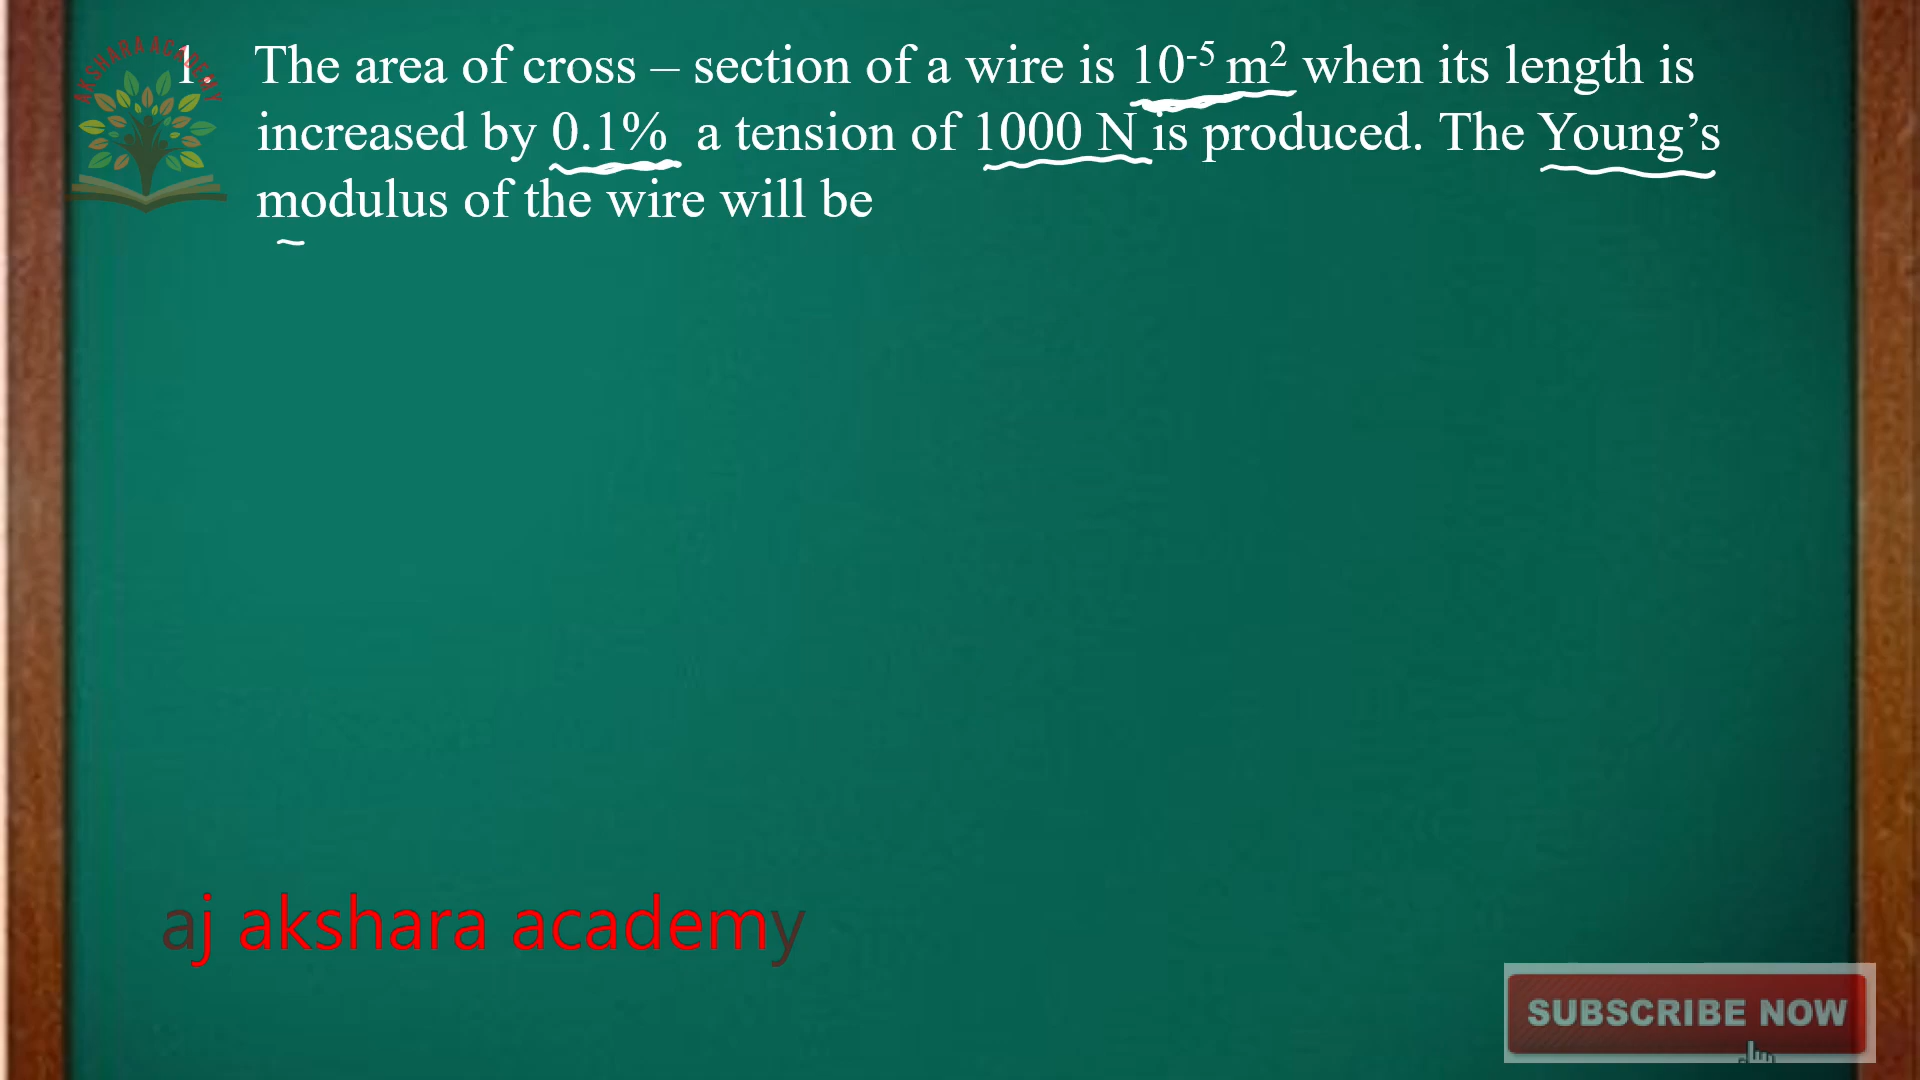 AKSHARA ACADEMY
1. The area of cross – section of a wire is 10⁻⁵ m² when its length is
increased by 0.1% a tension of 1000 N is produced. The Young’s
modulus of the wire will be
aj akshara academy
SUBSCRIBE NOW